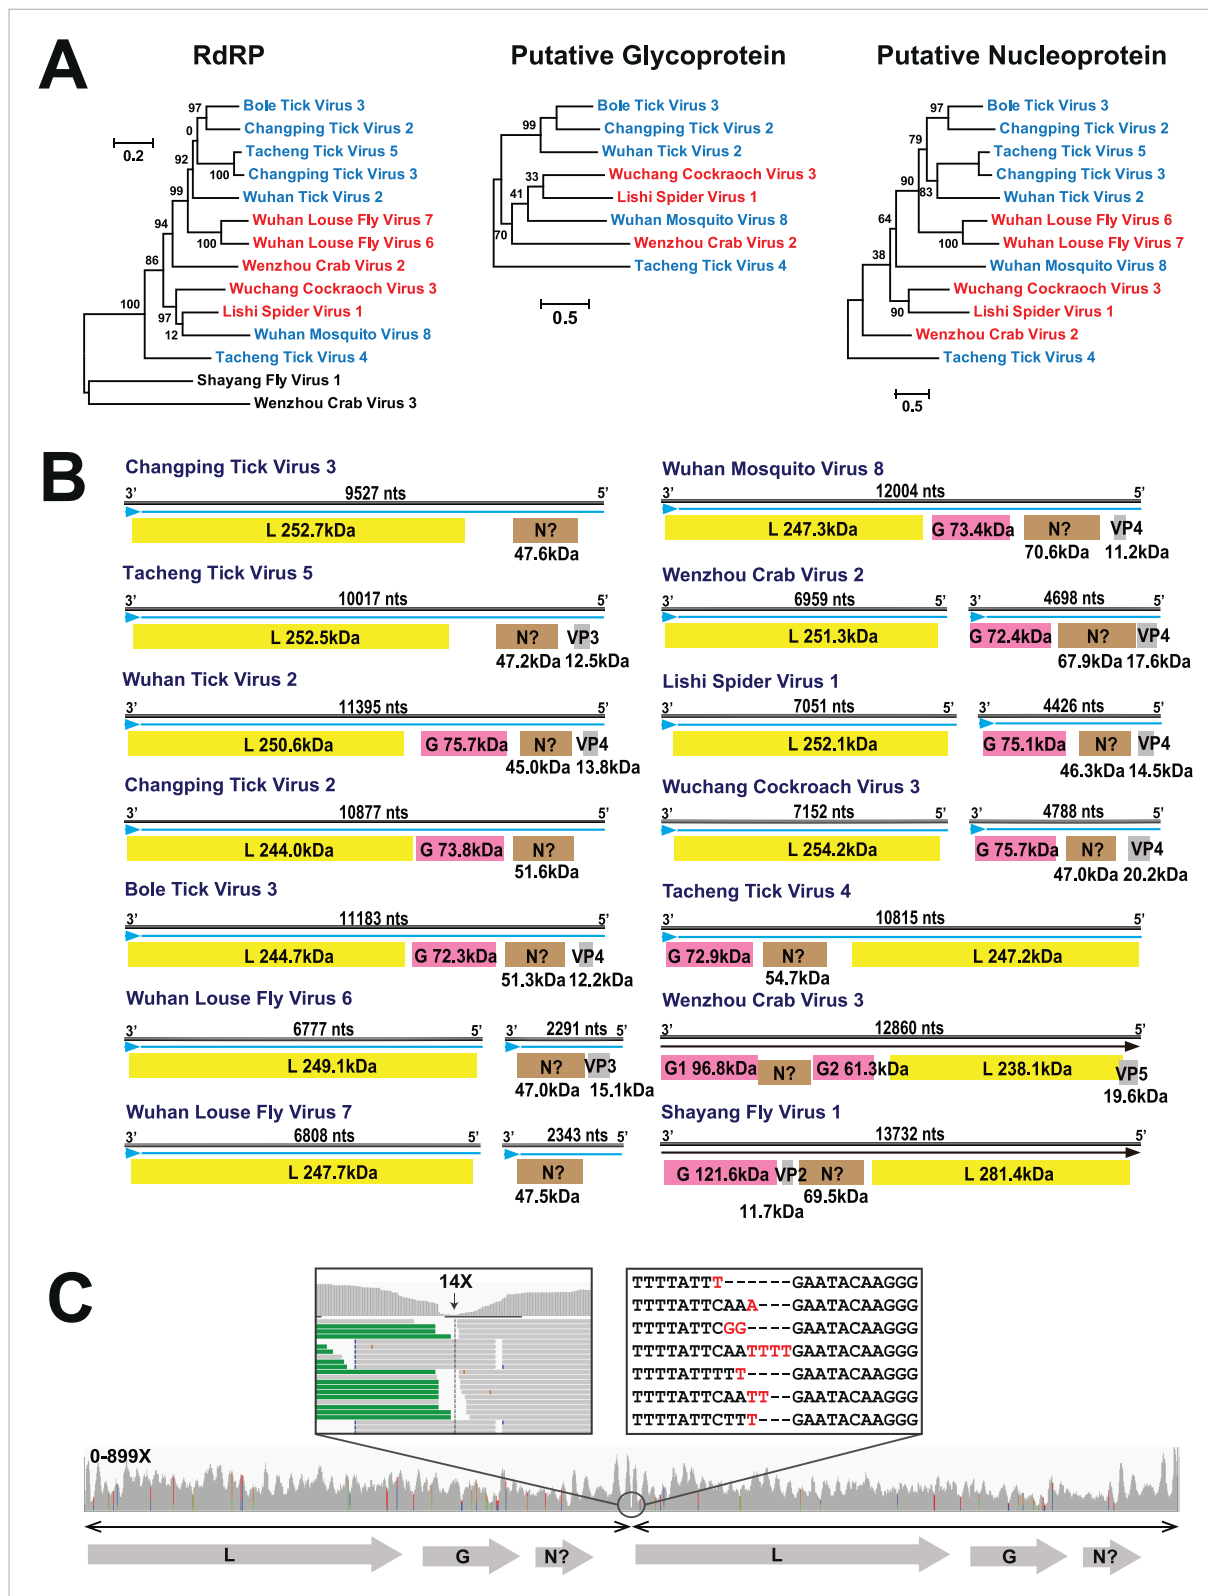 A
RdRP
Putative Glycoprotein
Putative Nucleoprotein
0.2
97
0
92
100
99
94
100
86
97
12
100
Bole Tick Virus 3
Changping Tick Virus 2
Tacheng Tick Virus 5
Changping Tick Virus 3
Wuhan Tick Virus 2
Wuhan Louse Fly Virus 7
Wuhan Louse Fly Virus 6
Wenzhou Crab Virus 2
Wuchang Cockraoch Virus 3
Lishi Spider Virus 1
Wuhan Mosquito Virus 8
Tacheng Tick Virus 4
Shayang Fly Virus 1
Wenzhou Crab Virus 3
99
33
41
70
Bole Tick Virus 3
Changping Tick Virus 2
Wuhan Tick Virus 2
Wuchang Cockraoch Virus 3
Lishi Spider Virus 1
Wuhan Mosquito Virus 8
Wenzhou Crab Virus 2
Tacheng Tick Virus 4
0.5
97
79
90
83
64
100
38
90
Bole Tick Virus 3
Changping Tick Virus 2
Tacheng Tick Virus 5
Changping Tick Virus 3
Wuhan Tick Virus 2
Wuhan Louse Fly Virus 6
Wuhan Louse Fly Virus 7
Wuhan Mosquito Virus 8
Wuchang Cockraoch Virus 3
Lishi Spider Virus 1
Wenzhou Crab Virus 2
Tacheng Tick Virus 4
0.5
B
Changping Tick Virus 3
3’ 9527 nts 5’
L 252.7kDa N?
47.6kDa
Tacheng Tick Virus 5
3’ 10017 nts 5’
L 252.5kDa N? VP3
47.2kDa 12.5kDa
Wuhan Tick Virus 2
3’ 11395 nts 5’
L 250.6kDa G 75.7kDa N? VP4
45.0kDa 13.8kDa
Changping Tick Virus 2
3’ 10877 nts 5’
L 244.0kDa G 73.8kDa N?
51.6kDa
Bole Tick Virus 3
3’ 11183 nts 5’
L 244.7kDa G 72.3kDa N? VP4
51.3kDa 12.2kDa
Wuhan Louse Fly Virus 6
3’ 6777 nts 5’ 3’ 2291 nts 5’
L 249.1kDa N? VP3
47.0kDa 15.1kDa
Wuhan Louse Fly Virus 7
3’ 6808 nts 5’ 3’ 2343 nts 5’
L 247.7kDa N?
47.5kDa
Wuhan Mosquito Virus 8
3’ 12004 nts 5’
L 247.3kDa G 73.4kDa N? VP4
70.6kDa 11.2kDa
Wenzhou Crab Virus 2
3’ 6959 nts 5’ 3’ 4698 nts 5’
L 251.3kDa G 72.4kDa N? VP4
67.9kDa 17.6kDa
Lishi Spider Virus 1
3’ 7051 nts 5’ 3’ 4426 nts 5’
L 252.1kDa G 75.1kDa N? VP4
46.3kDa 14.5kDa
Wuchang Cockroach Virus 3
3’ 7152 nts 5’ 3’ 4788 nts 5’
L 254.2kDa G 75.7kDa N? VP4
47.0kDa 20.2kDa
Tacheng Tick Virus 4
3’ 10815 nts 5’
G 72.9kDa N? L 247.2kDa
54.7kDa
Wenzhou Crab Virus 3
3’ 12860 nts 5’
G1 96.8kDa N? G2 61.3kDa L 238.1kDa VP5
19.6kDa
Shayang Fly Virus 1
3’ 13732 nts 5’
G 121.6kDa VP2 N? L 281.4kDa
69.5kDa
11.7kDa
C
14X
TTTTATTT------GAATACAAGGG
TTTTATTCAAA----GAATACAAGGG
TTTTATTCGG-----GAATACAAGGG
TTTTATTCAATTTTGAATACAAGGG
TTTTATTTTT-----GAATACAAGGG
TTTTATTCAATT---GAATACAAGGG
TTTTATTCTTT----GAATACAAGGG
0-899X
L G N? L G N?